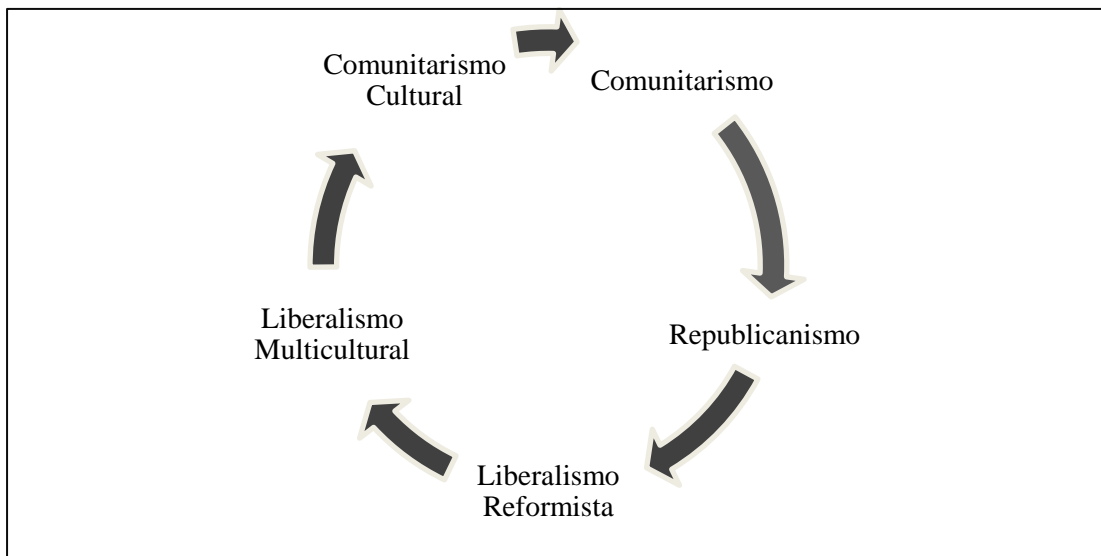 Comunitarismo
Cultural
Comunitarismo
Republicanismo
Liberalismo
Reformista
Liberalismo
Multicultural